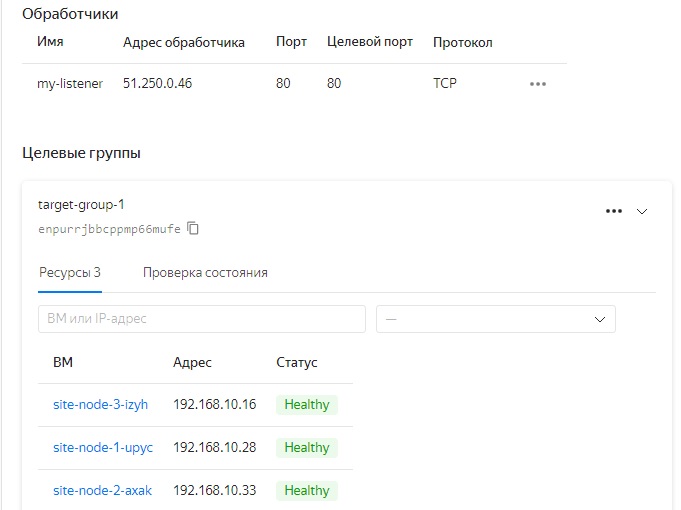 Обработчики
Имя Адрес обработчика Порт Целевой порт Протокол
my-listener 51.250.0.46 80 80 TCP
Целевые группы
target-group-1
enpurrjbbcppmp66mufe
Ресурсы 3 Проверка состояния
ВМ или IP-адрес —
ВМ Адрес Статус
site-node-3-izyh 192.168.10.16 Healthy
site-node-1-upyc 192.168.10.28 Healthy
site-node-2-axak 192.168.10.33 Healthy